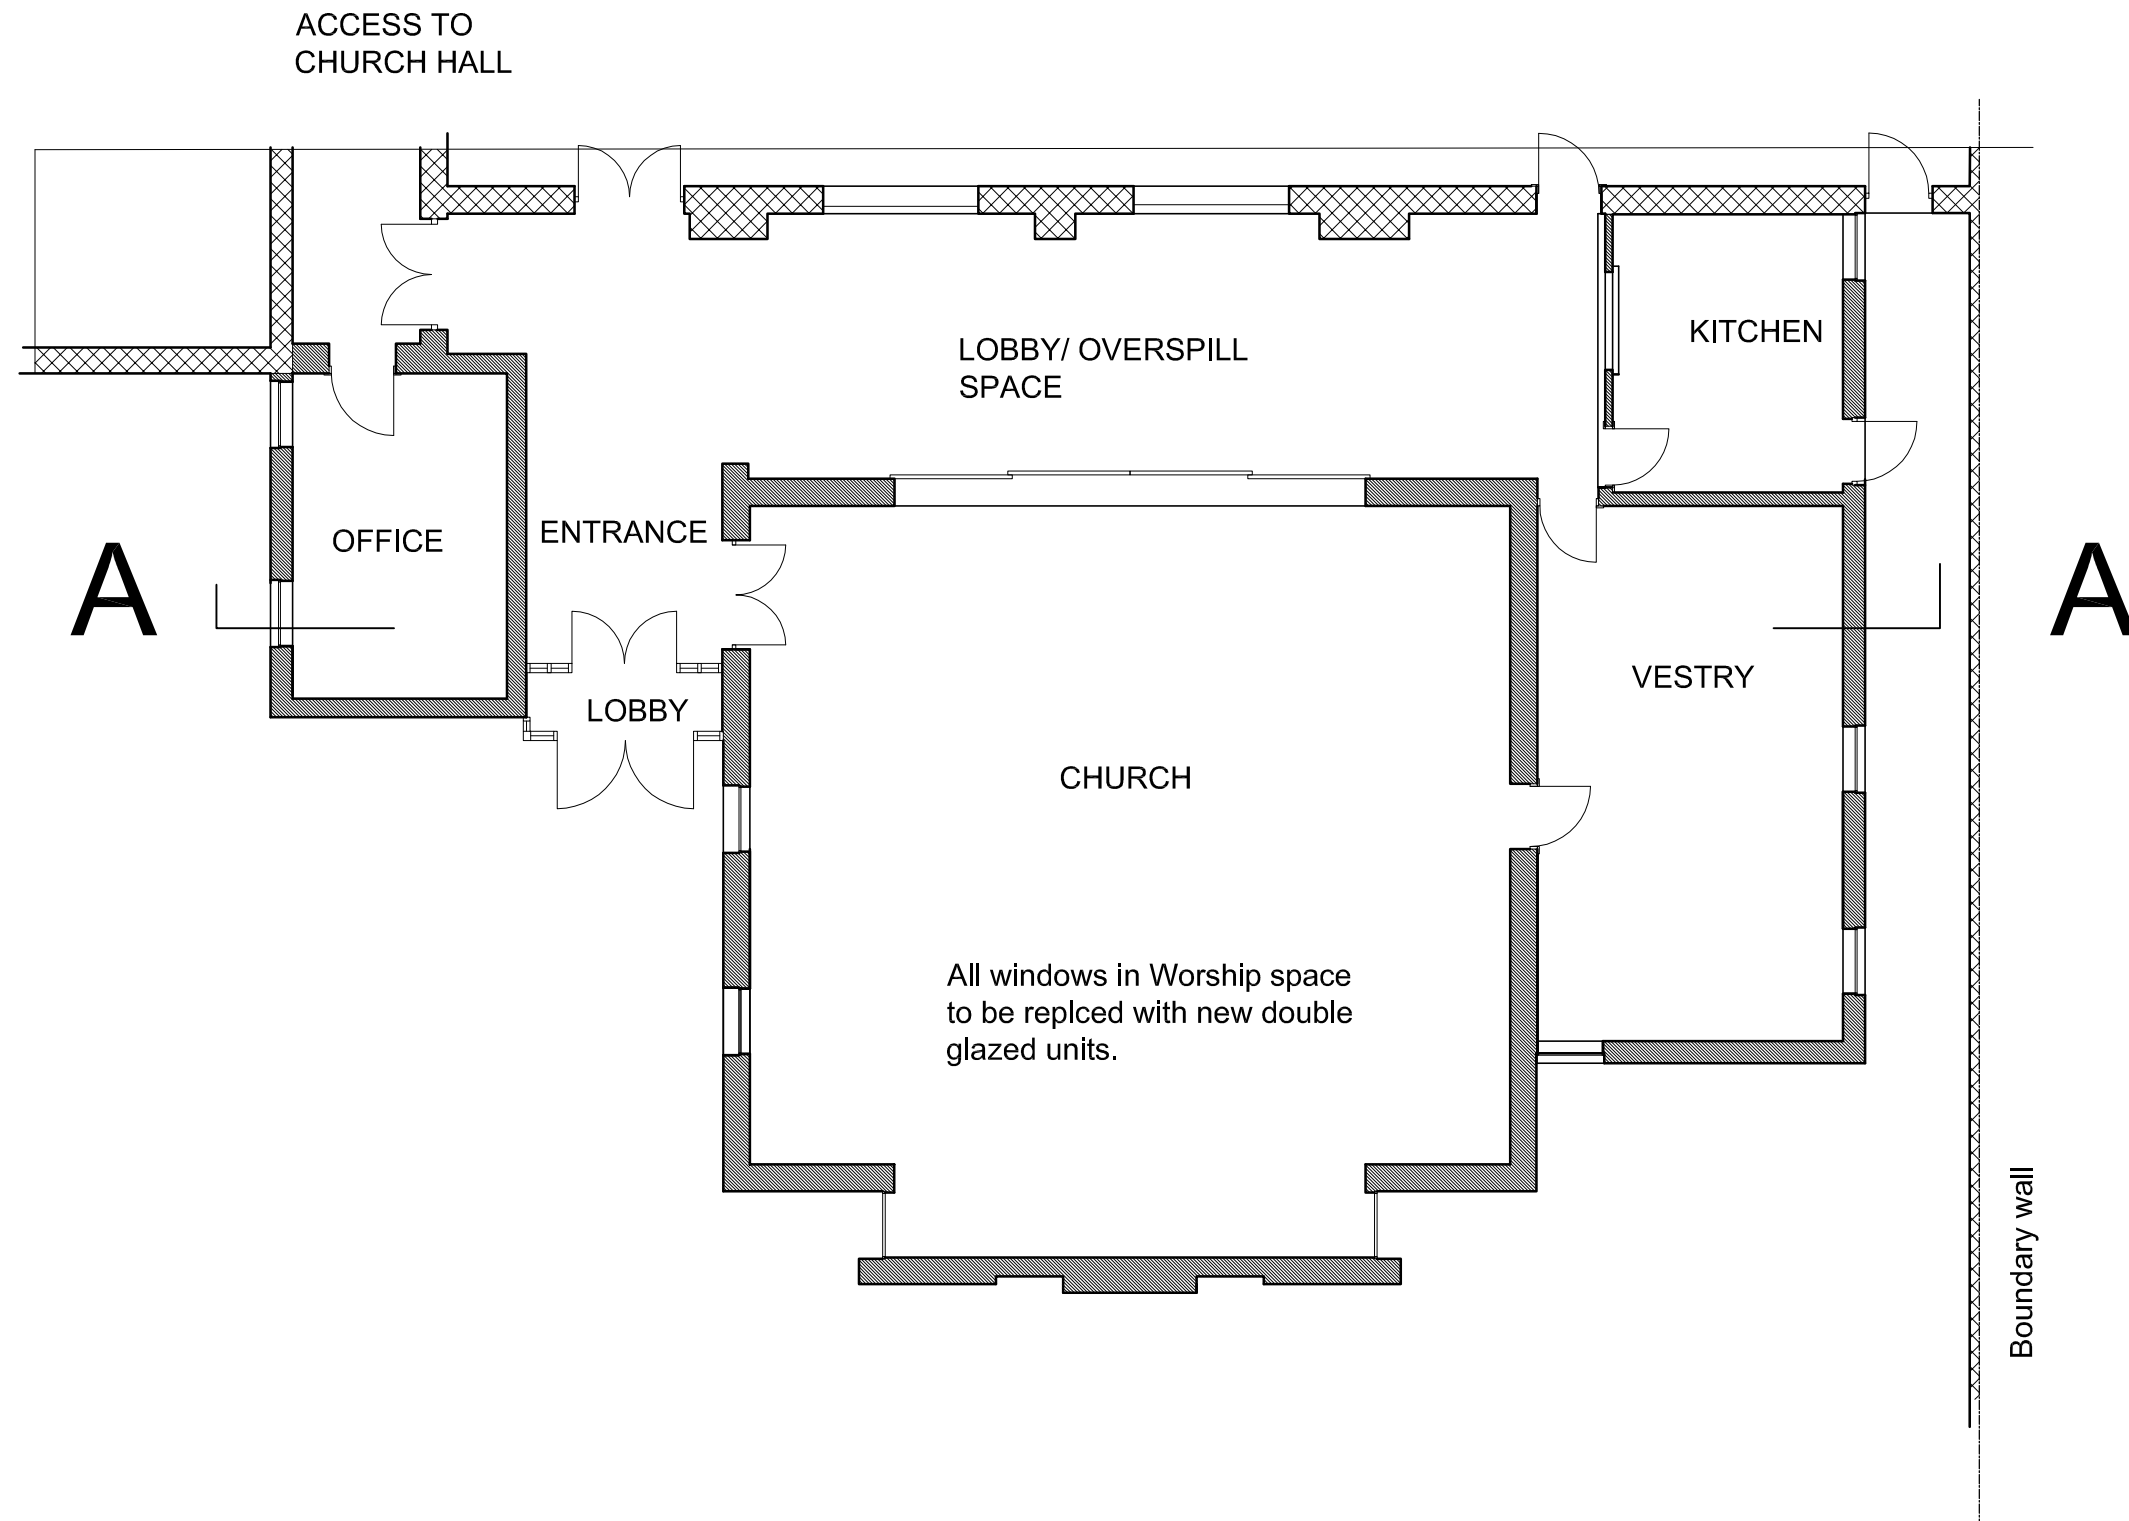 ACCESS TO
CHURCH HALL
LOBBY/ OVERSPILL
SPACE
KITCHEN
OFFICE
ENTRANCE
A
A
VESTRY
LOBBY
CHURCH
All windows in Worship space
to be replced with new double
glazed units.
Boundary wall